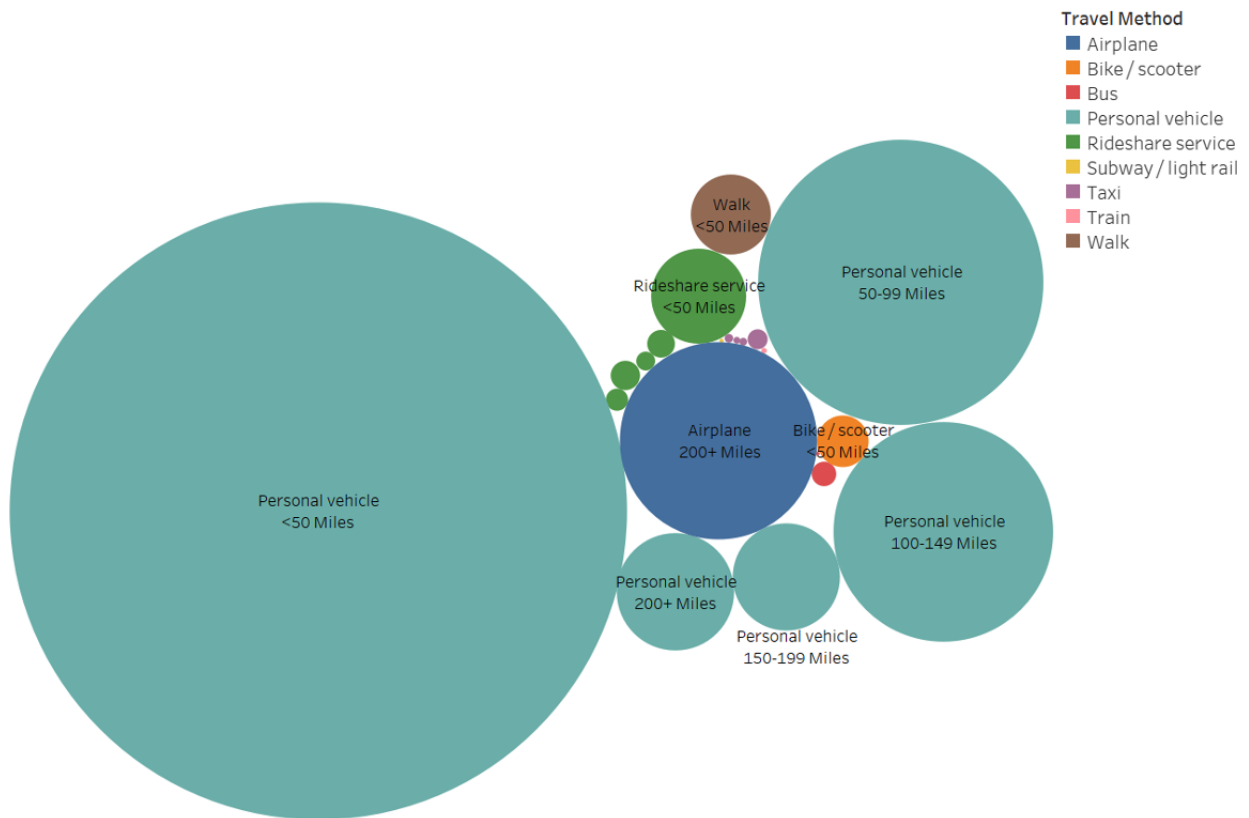 Travel Method
Airplane
Bike / scooter
Bus
Personal vehicle
Rideshare service
Subway / light rail
Taxi
Train
Walk
Walk
<50 Miles
Rideshare service
<50 Miles
Personal vehicle
50-99 Miles
Airplane
200+ Miles
Bike / scooter
<50 Miles
Personal vehicle
<50 Miles
Personal vehicle
100-149 Miles
Personal vehicle
200+ Miles
Personal vehicle
150-199 Miles